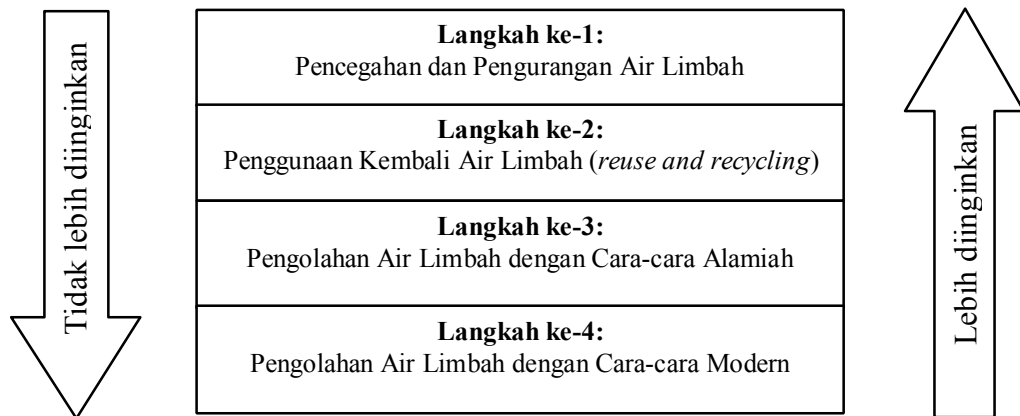 Tidak lebih diinginkan
Langkah ke-1:
Pencegahan dan Pengurangan Air Limbah
Langkah ke-2:
Penggunaan Kembali Air Limbah (reuse and recycling)
Langkah ke-3:
Pengolahan Air Limbah dengan Cara-cara Alamiah
Langkah ke-4:
Pengolahan Air Limbah dengan Cara-cara Modern
Lebih diinginkan